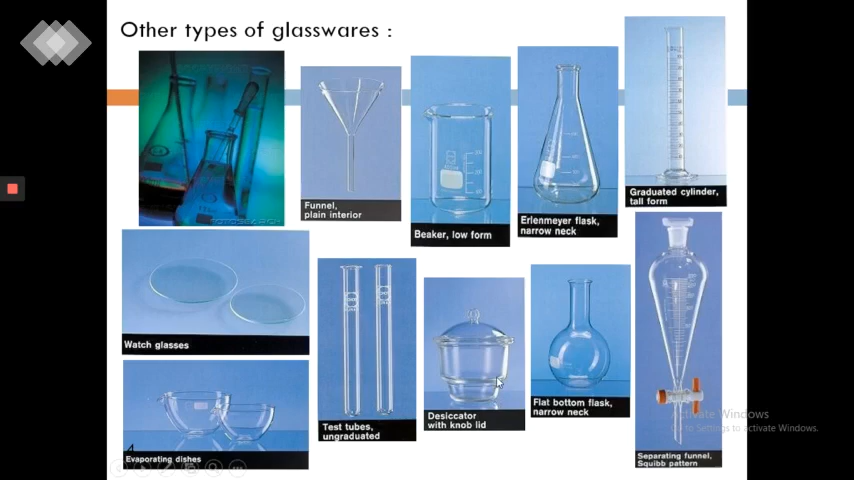 Other types of glasswares :
FOTOSEARCH
Funnel,
plain interior
Beaker, low form
Erlenmeyer flask,
narrow neck
Graduated cylinder,
tall form
Watch glasses
Evaporating dishes
Test tubes,
ungraduated
Desiccator
with knob lid
Flat bottom flask,
narrow neck
Separating funnel,
Squibb pattern
Activate Windows
Go to Settings to activate Windows.